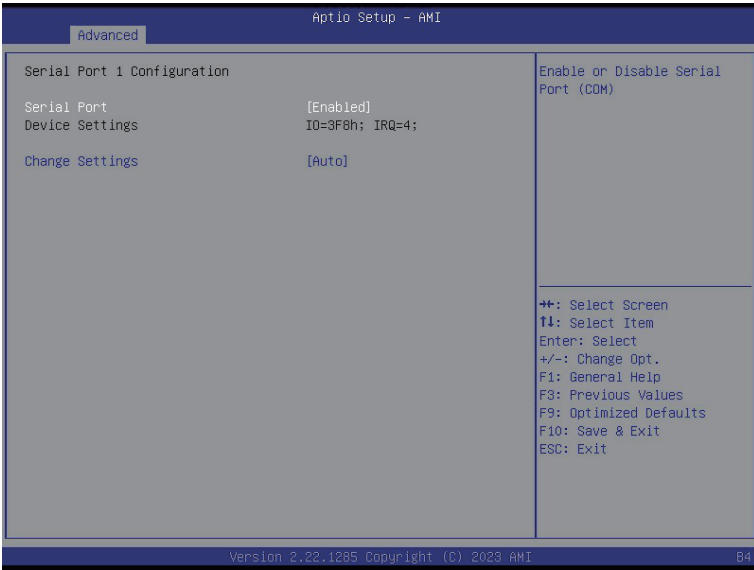 Aptio Setup – AMI
Advanced
Serial Port 1 Configuration
Serial Port [Enabled]
Device Settings IO=3F8h; IRQ=4;
Change Settings [Auto]
Enable or Disable Serial
Port (COM)
→←: Select Screen
↑↓: Select Item
Enter: Select
+/-: Change Opt.
F1: General Help
F3: Previous Values
F9: Optimized Defaults
F10: Save & Exit
ESC: Exit
Version 2.22.1285 Copyright (C) 2023 AMI
B4